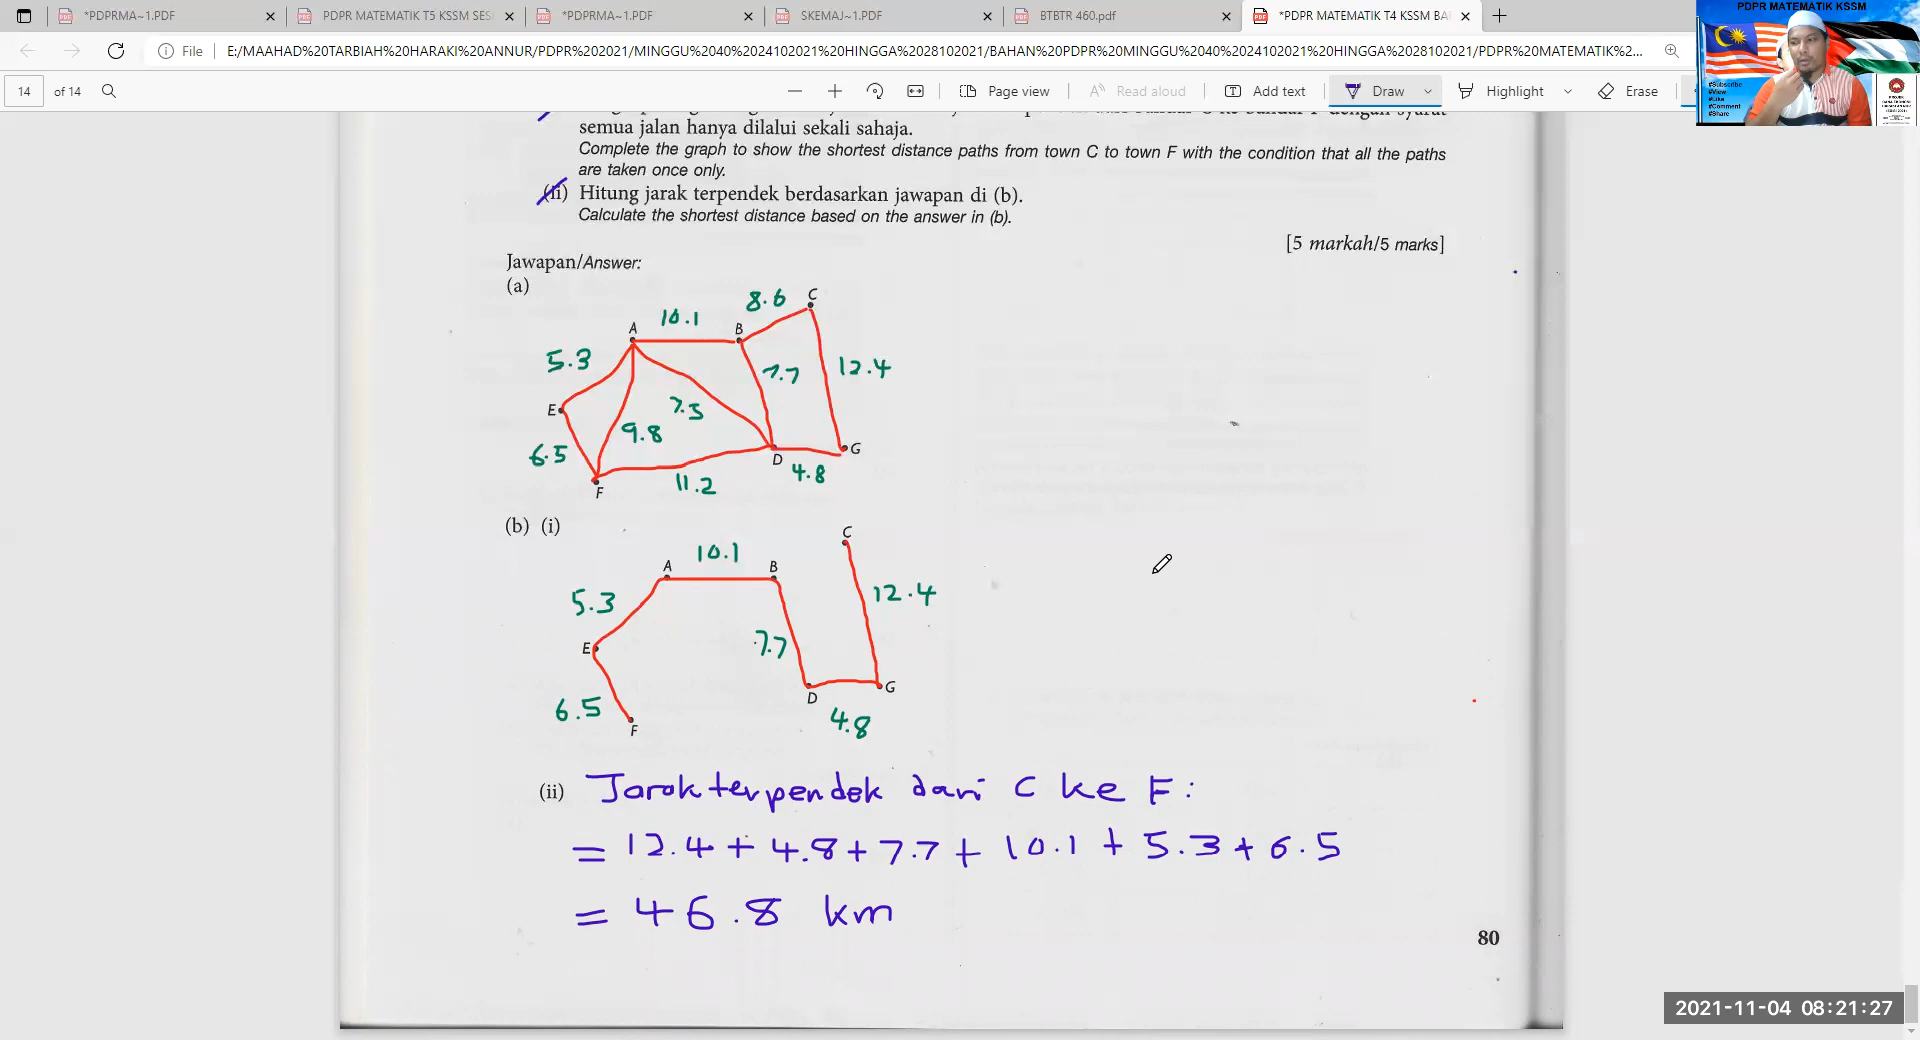 *PDPRMA~1.PDF
PDPR MATEMATIK T5 KSSM SES
*PDPRMA~1.PDF
SKEMAJ~1.PDF
BTBTR 460.pdf
*PDPR MATEMATIK T4 KSSM BA
File
E:/MAAHAD%20TARBIAH%20HARAKI%20ANNUR/PDPR%202021/MINGGU%2040%2024102021%20HINGGA%2028102021/BAHAN%20PDPR%20MINGGU%2040%2024102021%20HINGGA%2028102021/PDPR%20MATEMATIK%2...
14 of 14
Page view
Read aloud
Add text
Draw
Highlight
Erase
PDPR MATEMATIK KSSM
#Subscribe
#View
#Like
#Comment
#Share
semua jalan hanya dilalui sekali sahaja.
Complete the graph to show the shortest distance paths from town C to town F with the condition that all the paths
are taken once only.
(ii) Hitung jarak terpendek berdasarkan jawapan di (b).
Calculate the shortest distance based on the answer in (b).
[5 markah/5 marks]
Jawapan/Answer:
(a)
C
8.6
10.1
A
B
5.3
7.7
12.4
E
7.5
9.8
6.5
D
G
4.8
11.2
F
(b) (i)
C
10.1
A
B
12.4
5.3
7.7
E
G
D
6.5
4.8
F
(ii) Jarak terpendek dari C ke F:
= 12.4 + 4.8 + 7.7 + 10.1 + 5.3 + 6.5
= 46.8 km
80
2021-11-04 08:21:27